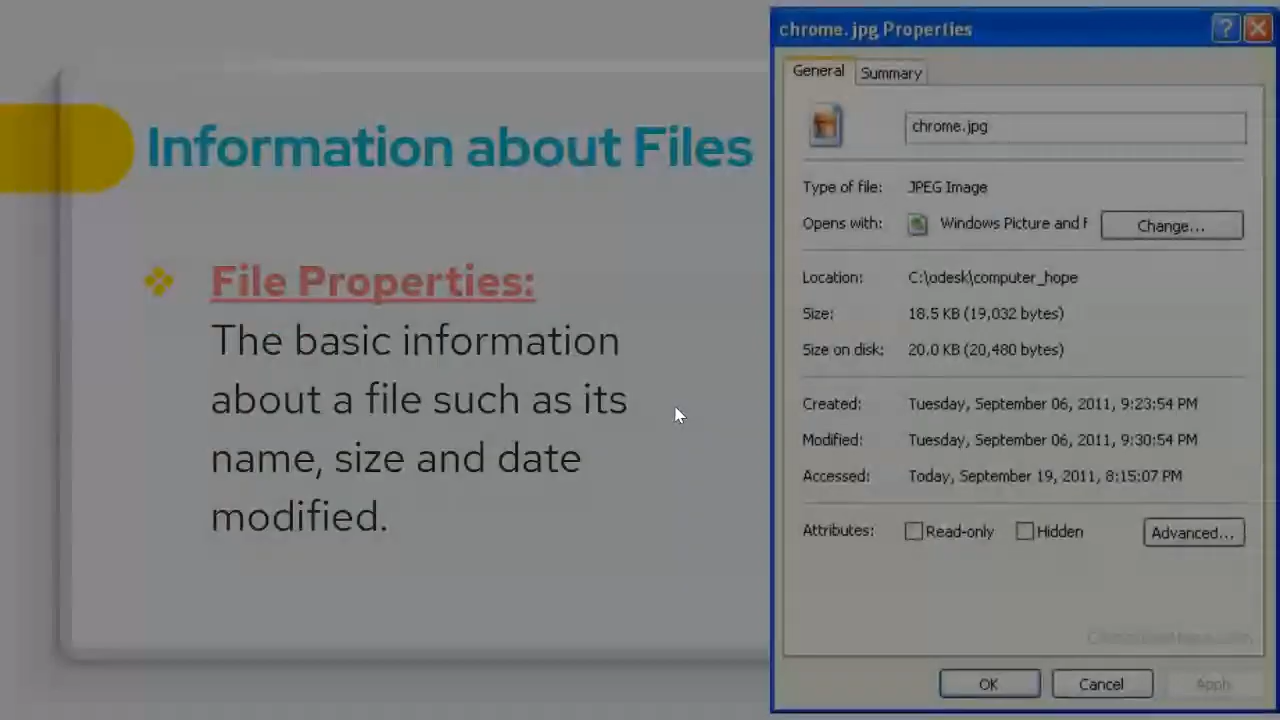 Information about Files
File Properties:
The basic information
about a file such as its
name, size and date
modified.
chrome.jpg Properties
General Summary
chrome.jpg
Type of file: JPEG Image
Opens with: Windows Picture and F Change...
Location: C:\odesk\computer_hope
Size: 18.5 KB (19,032 bytes)
Size on disk: 20.0 KB (20,480 bytes)
Created: Tuesday, September 06, 2011, 9:23:54 PM
Modified: Tuesday, September 06, 2011, 9:30:54 PM
Accessed: Today, September 19, 2011, 8:15:07 PM
Attributes: Read-only Hidden Advanced...
OK Cancel Apply